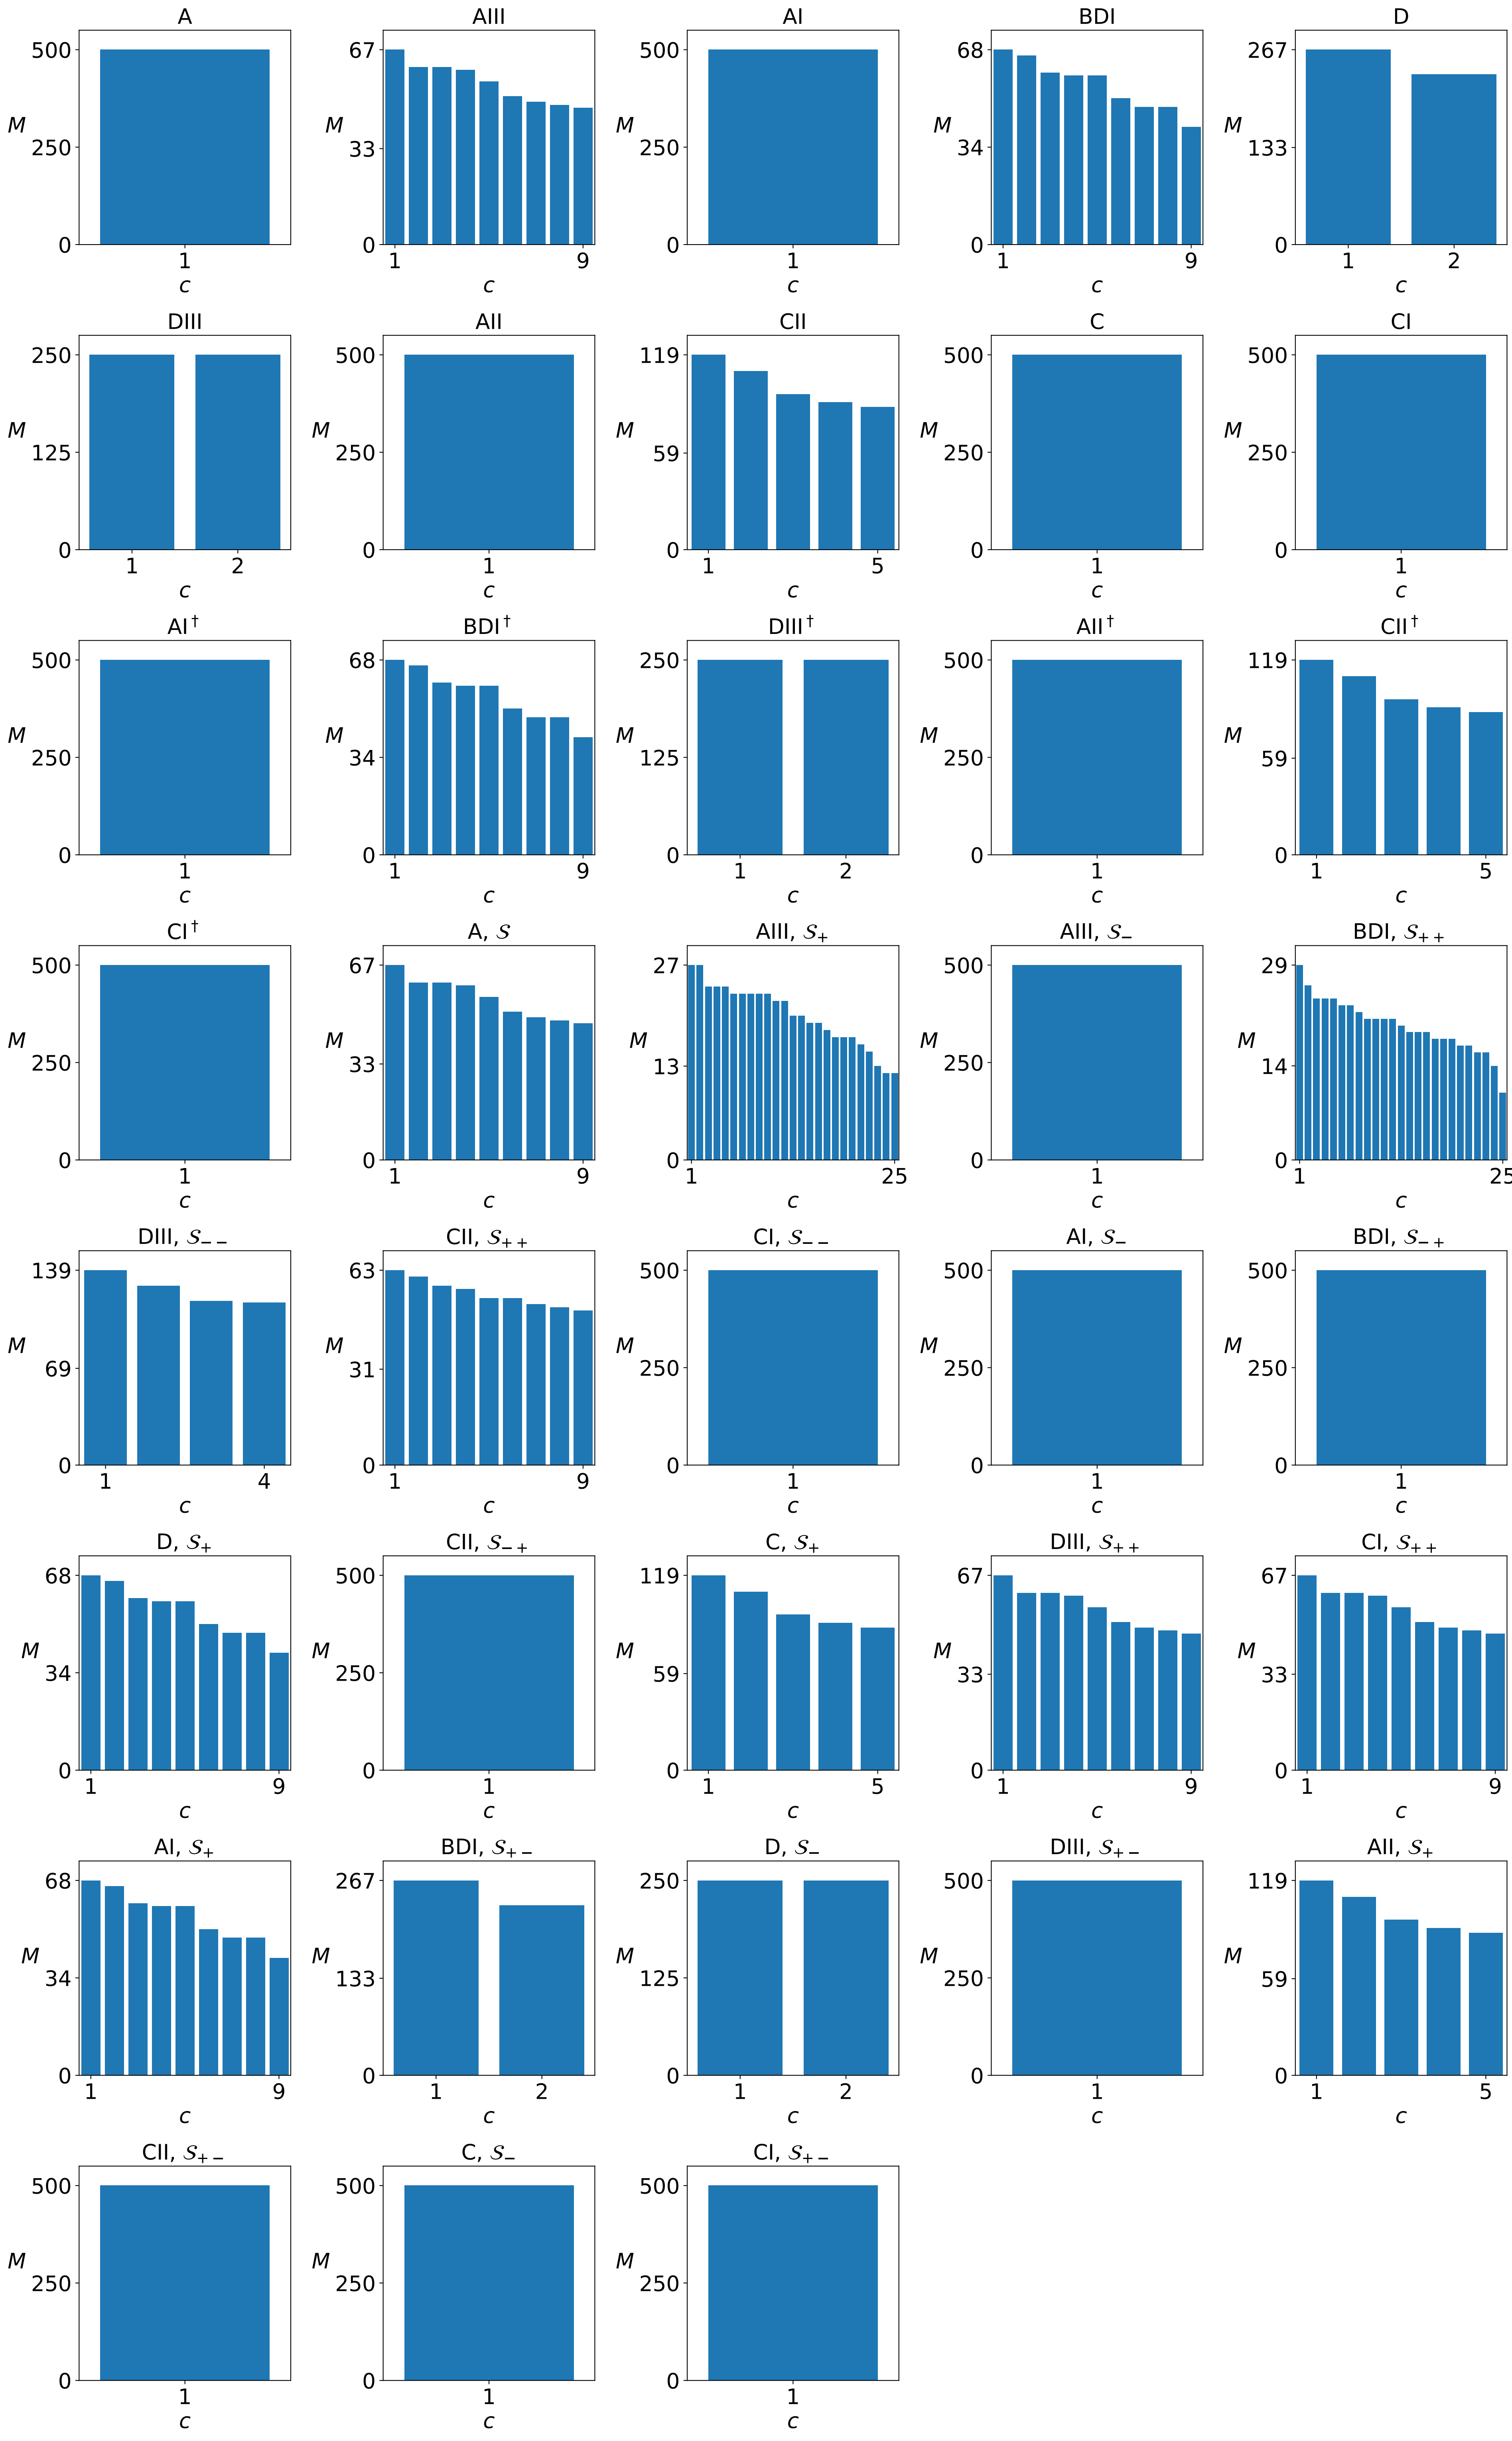 A AIII AI BDI D
500 67 500 68 267
M 250 M 33 M 250 M 34 M 133
0 0 0 0 0
1 1 9 1 1 9 1 2
c c c c c
DIII AII CII C CI
250 500 119 500 500
M 125 M 250 M 59 M 250 M 250
0 0 0 0 0
1 2 1 1 5 1 1
c c c c c
AI† BDI† DIII† AII† CII†
500 68 250 500 119
M 250 M 34 M 125 M 250 M 59
0 0 0 0 0
1 1 9 1 2 1 1 5
c c c c c
CI† A, 𝒮 AIII, 𝒮₊ AIII, 𝒮₋ BDI, 𝒮₊₊
500 67 27 500 29
M 250 M 33 M 13 M 250 M 14
0 0 0 0 0
1 1 9 1 25 1 1 25
c c c c c
DIII, 𝒮₋₋ CII, 𝒮₊₊ CI, 𝒮₋₋ AI, 𝒮₋ BDI, 𝒮₋₊
139 63 500 500 500
M 69 M 31 M 250 M 250 M 250
0 0 0 0 0
1 4 1 9 1 1 1
c c c c c
D, 𝒮₊ CII, 𝒮₋₊ C, 𝒮₊ DIII, 𝒮₊₊ CI, 𝒮₊₊
68 500 119 67 67
M 34 M 250 M 59 M 33 M 33
0 0 0 0 0
1 9 1 1 5 1 9 1 9
c c c c c
AI, 𝒮₊ BDI, 𝒮₊₋ D, 𝒮₋ DIII, 𝒮₊₋ AII, 𝒮₊
68 267 250 500 119
M 34 M 133 M 125 M 250 M 59
0 0 0 0 0
1 9 1 2 1 2 1 1 5
c c c c c
CII, 𝒮₊₋ C, 𝒮₋ CI, 𝒮₊₋
500 500 500
M 250 M 250 M 250
0 0 0
1 1 1
c c c